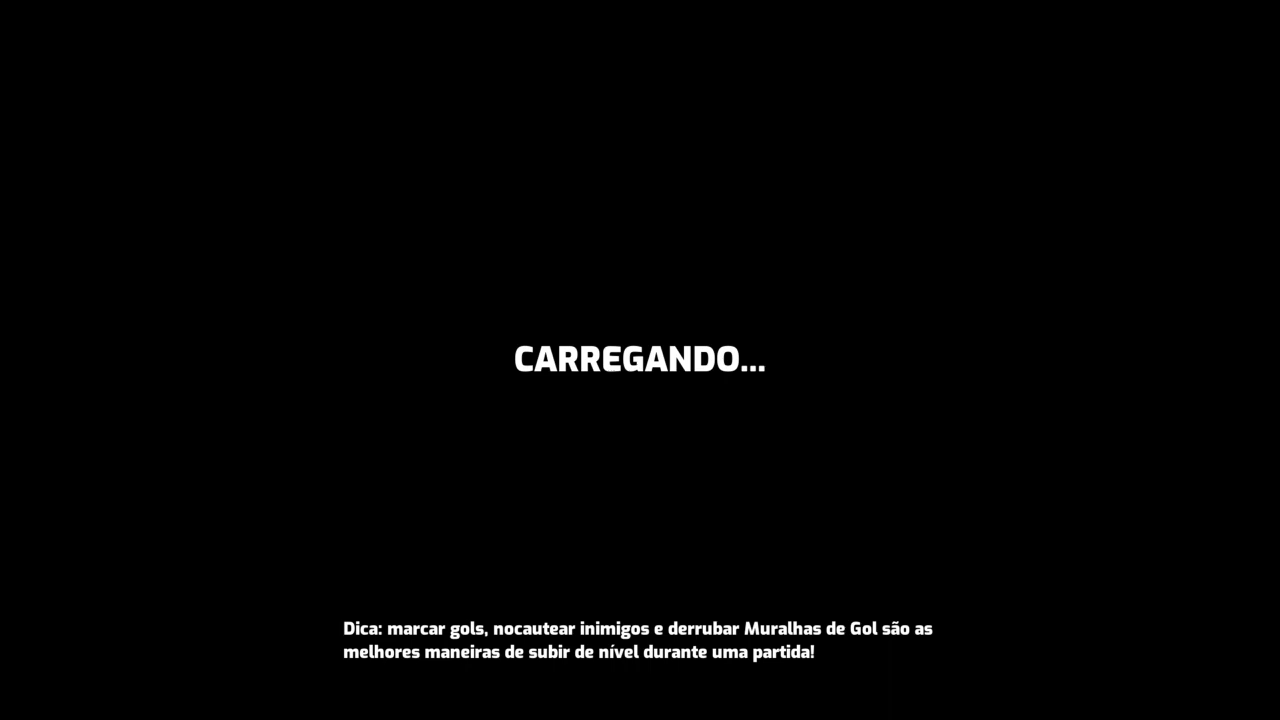 CARREGANDO...
Dica: marcar gols, nocautear inimigos e derrubar Muralhas de Gol são as
melhores maneiras de subir de nível durante uma partida!